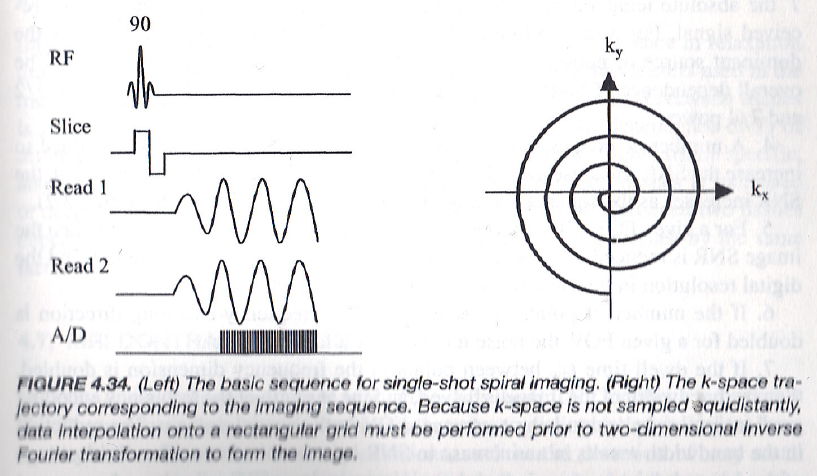 90
RF
Slice
Read 1
Read 2
A/D
ky
kx
FIGURE 4.34. (Left) The basic sequence for single-shot spiral imaging. (Right) The k-space tra-
jectory corresponding to the imaging sequence. Because k-space is not sampled equidistantly,
data interpolation onto a rectangular grid must be performed prior to two-dimensional inverse
Fourier transformation to form the image.